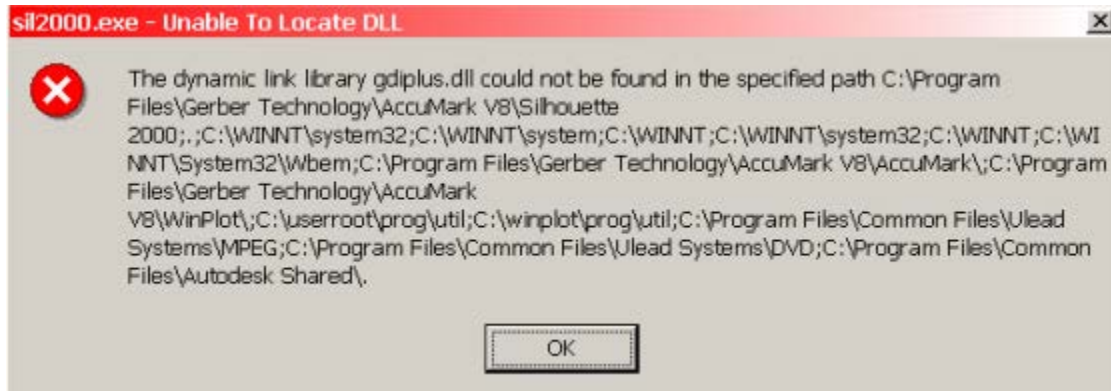 sil2000.exe - Unable To Locate DLL
The dynamic link library gdiplus.dll could not be found in the specified path C:\Program
Files\Gerber Technology\AccuMark V8\Silhouette
2000;.;C:\WINNT\system32;C:\WINNT\system;C:\WINNT;C:\WINNT\system32;C:\WINNT;C:\WI
NNT\System32\Wbem;C:\Program Files\Gerber Technology\AccuMark V8\AccuMark\;C:\Program
Files\Gerber Technology\AccuMark
V8\WinPlot\;C:\userroot\prog\util;C:\winplot\prog\util;C:\Program Files\Common Files\Ulead
Systems\MPEG;C:\Program Files\Common Files\Ulead Systems\DVD;C:\Program Files\Common
Files\Autodesk Shared\.
OK